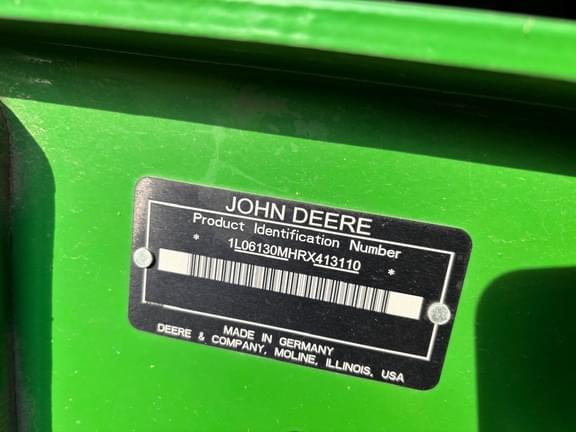 JOHN DEERE
Product Identification Number
* 1L06130MHRX413110 *
MADE IN GERMANY
DEERE & COMPANY, MOLINE, ILLINOIS, USA